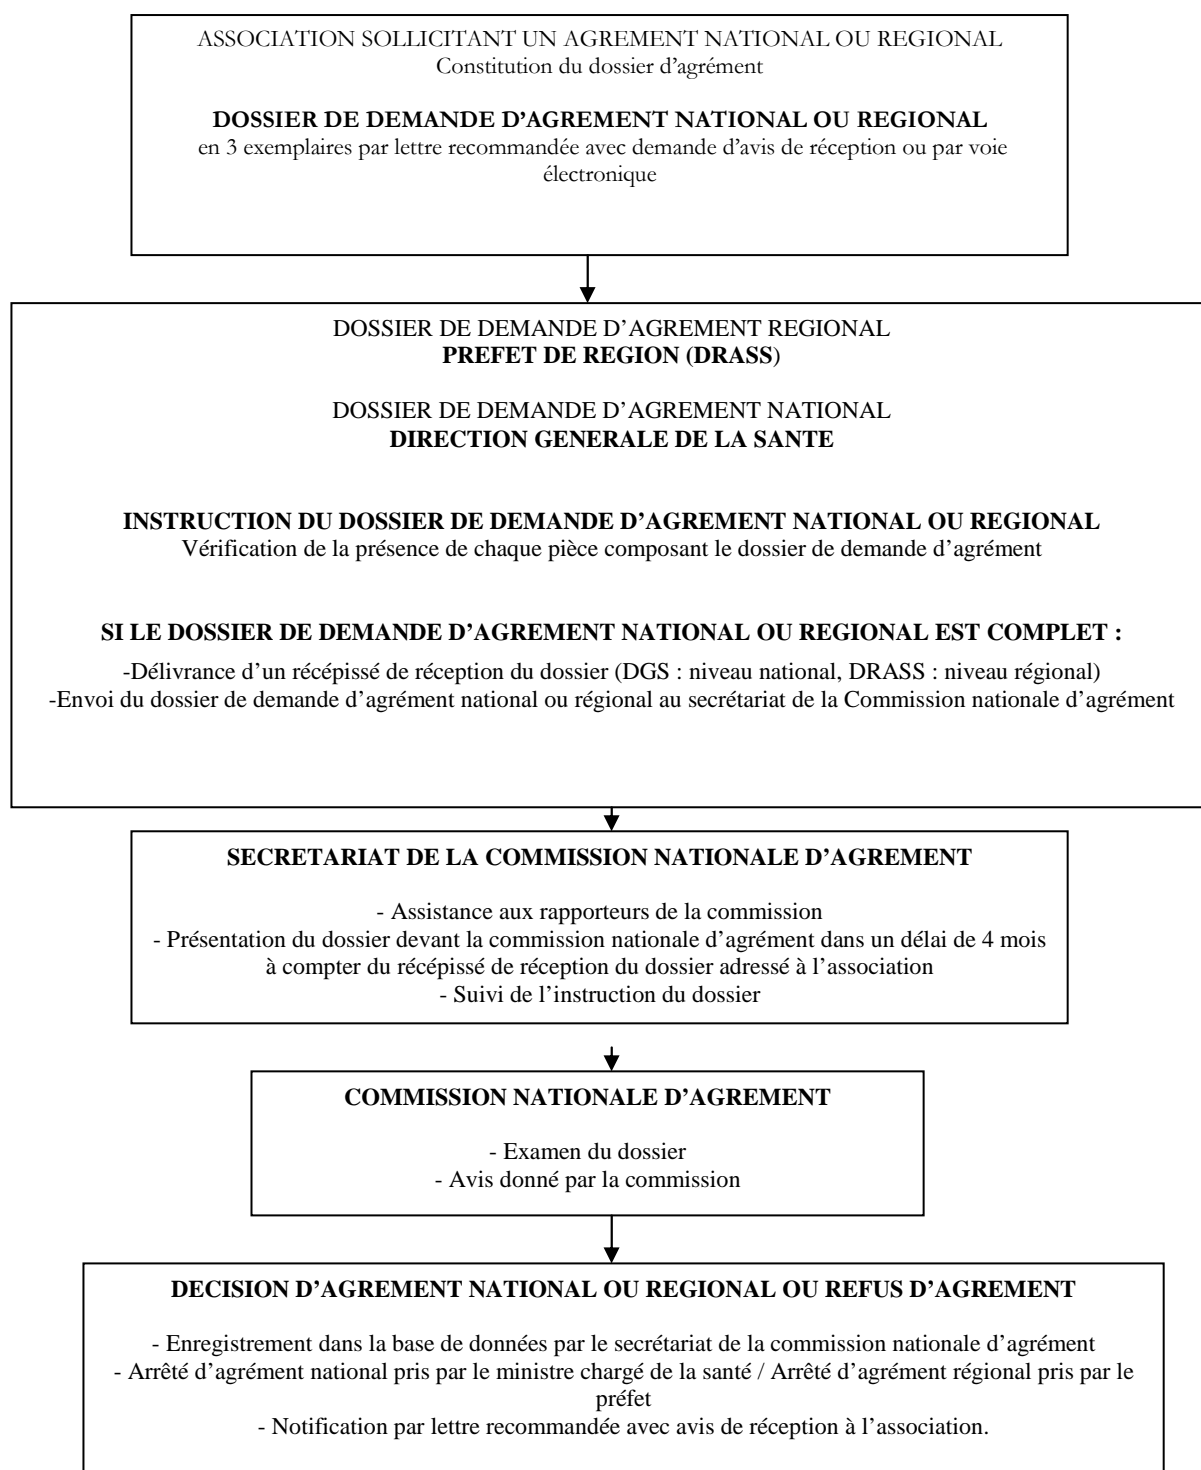 ASSOCIATION SOLLICITANT UN AGREMENT NATIONAL OU REGIONAL
Constitution du dossier d'agrément
DOSSIER DE DEMANDE D'AGREMENT NATIONAL OU REGIONAL
en 3 exemplaires par lettre recommandée avec demande d'avis de réception ou par voie
électronique
DOSSIER DE DEMANDE D'AGREMENT REGIONAL
PREFET DE REGION (DRASS)
DOSSIER DE DEMANDE D'AGREMENT NATIONAL
DIRECTION GENERALE DE LA SANTE
INSTRUCTION DU DOSSIER DE DEMANDE D'AGREMENT NATIONAL OU REGIONAL
Vérification de la présence de chaque pièce composant le dossier de demande d'agrément
SI LE DOSSIER DE DEMANDE D'AGREMENT NATIONAL OU REGIONAL EST COMPLET :
-Délivrance d'un récépissé de réception du dossier (DGS : niveau national, DRASS : niveau régional)
-Envoi du dossier de demande d'agrément national ou régional au secrétariat de la Commission nationale d'agrément
SECRETARIAT DE LA COMMISSION NATIONALE D'AGREMENT
- Assistance aux rapporteurs de la commission
- Présentation du dossier devant la commission nationale d'agrément dans un délai de 4 mois
à compter du récépissé de réception du dossier adressé à l'association
- Suivi de l'instruction du dossier
COMMISSION NATIONALE D'AGREMENT
- Examen du dossier
- Avis donné par la commission
DECISION D'AGREMENT NATIONAL OU REGIONAL OU REFUS D'AGREMENT
- Enregistrement dans la base de données par le secrétariat de la commission nationale d'agrément
- Arrêté d'agrément national pris par le ministre chargé de la santé / Arrêté d'agrément régional pris par le
préfet
- Notification par lettre recommandée avec avis de réception à l'association.